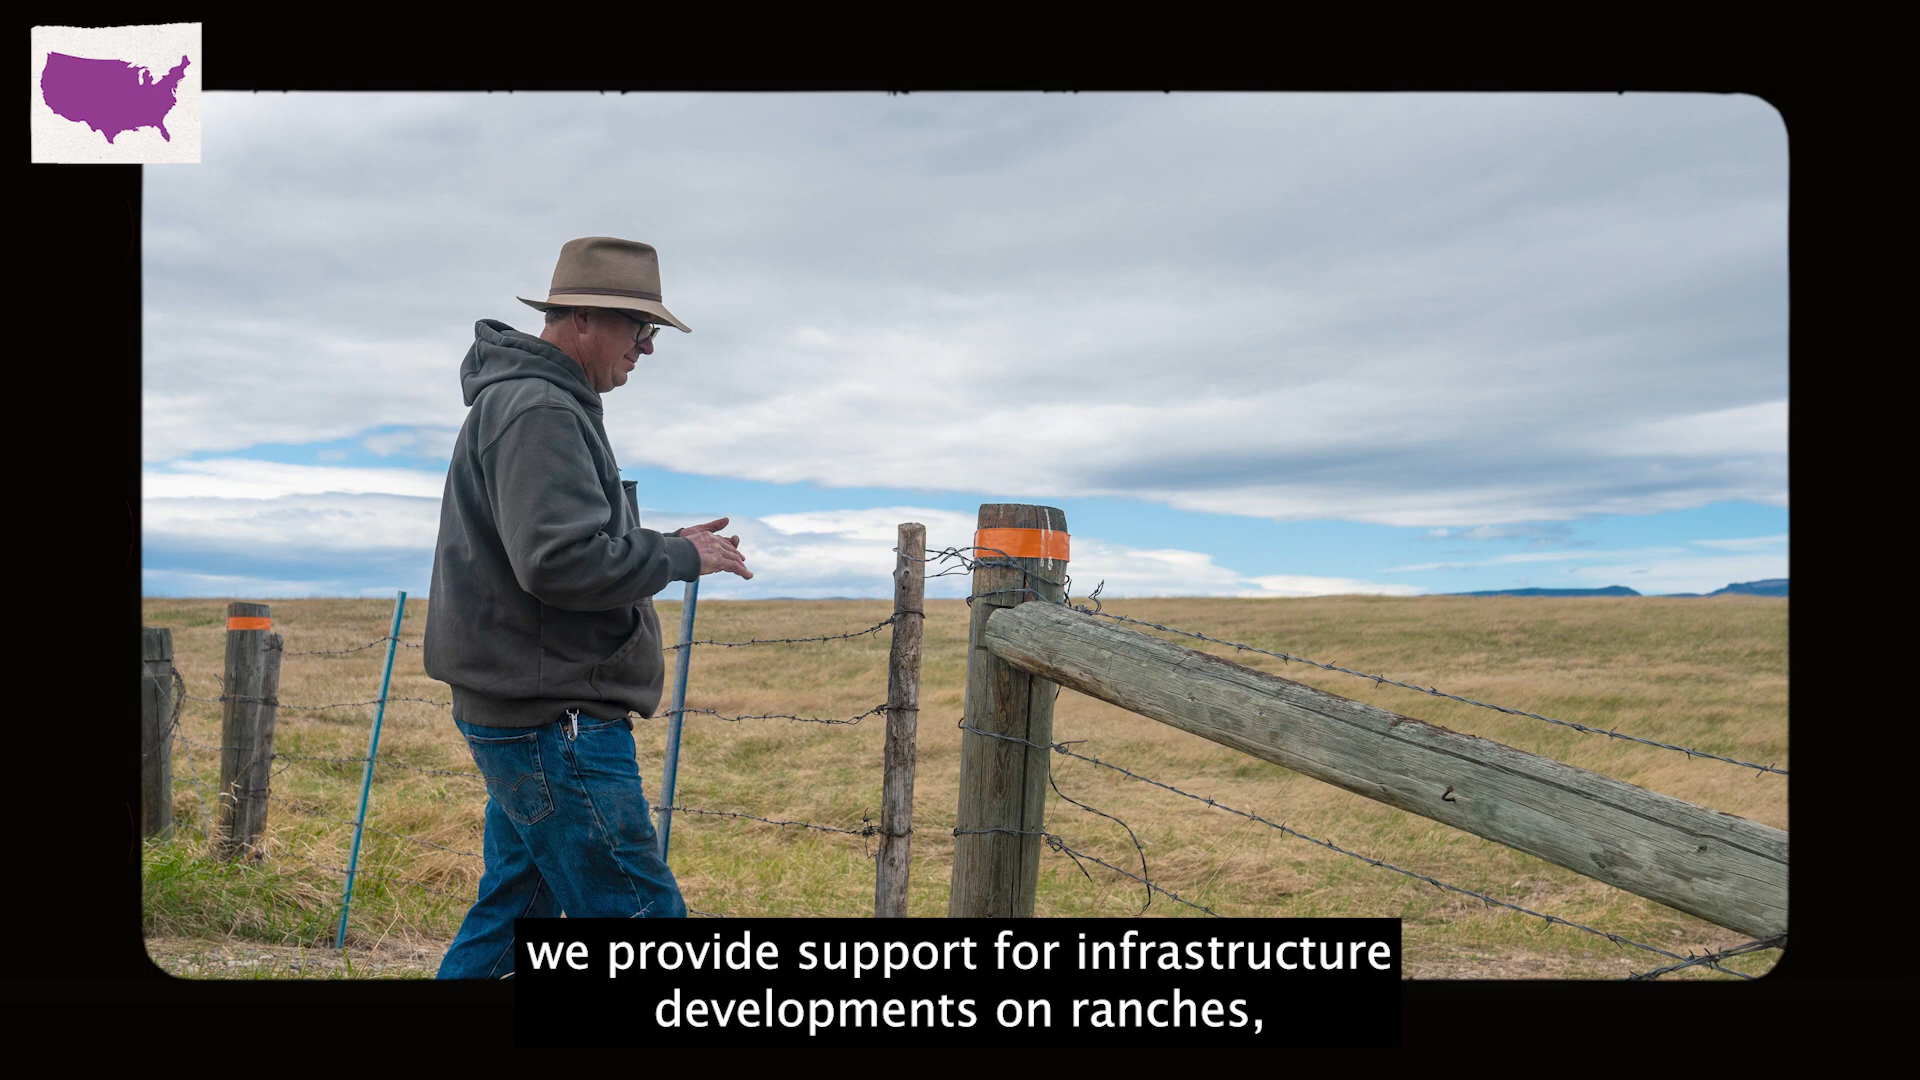 we provide support for infrastructure
developments on ranches,